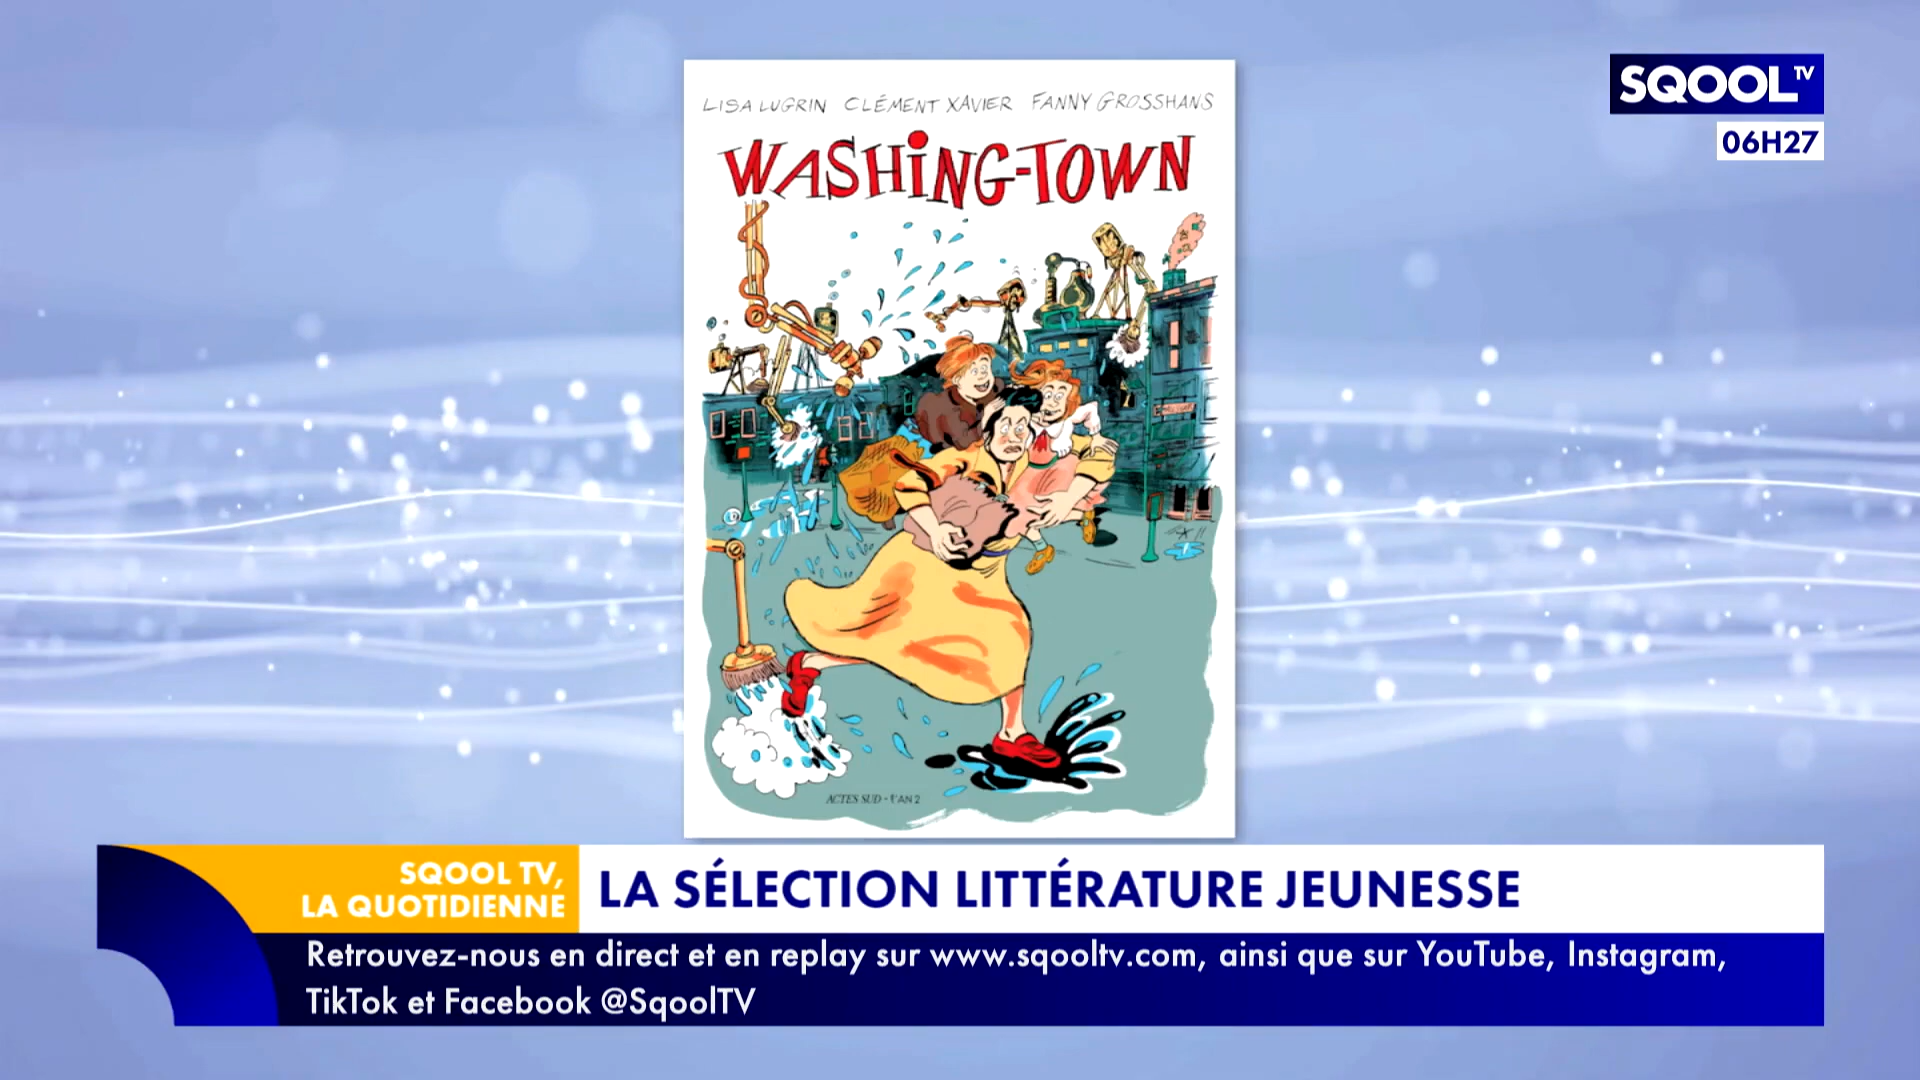 LISA LUGRIN CLÉMENT XAVIER FANNY GROSSHANS
WASHiNG-TOWN
ACTES SUD - l'AN 2
SQOOL TV
06H27
SQOOL TV,
LA QUOTIDIENNE
LA SÉLECTION LITTÉRATURE JEUNESSE
Retrouvez-nous en direct et en replay sur www.sqooltv.com, ainsi que sur YouTube, Instagram,
TikTok et Facebook @SqoolTV